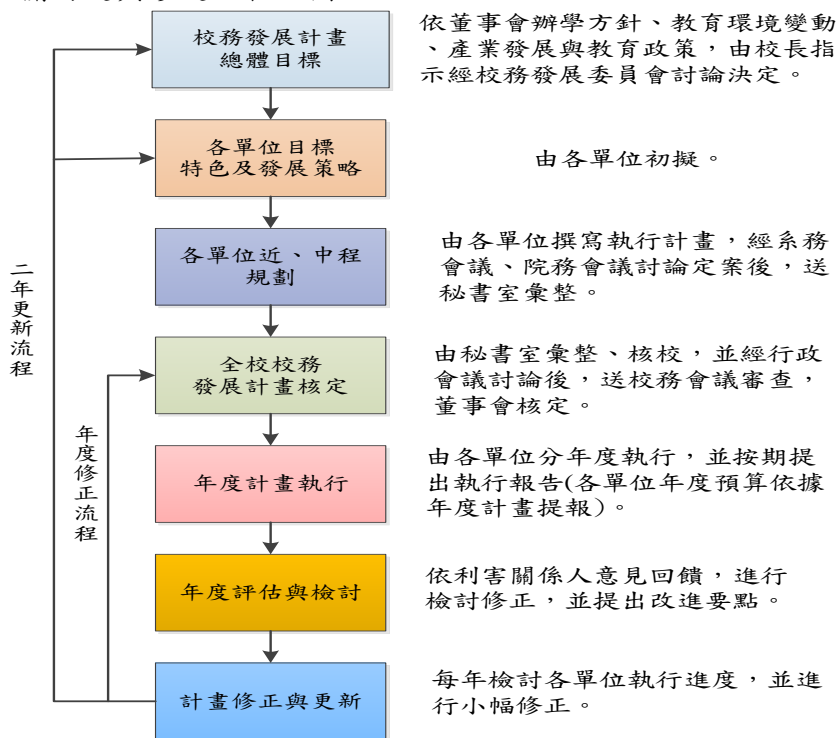 校務發展計畫
總體目標
依董事會辦學方針、教育環境變動
、產業發展與教育政策，由校長指
示經校務發展委員會討論決定。
各單位目標
特色及發展策略
由各單位初擬。
各單位近、中程
規劃
由各單位撰寫執行計畫，經系務
會議、院務會議討論定案後，送
秘書室彙整。
二年更新流程
全校校務
發展計畫核定
由秘書室彙整、核校，並經行政
會議討論後，送校務會議審查，
董事會核定。
年度修正流程
年度計畫執行
由各單位分年度執行，並按期提
出執行報告(各單位年度預算依據
年度計畫提報)。
年度評估與檢討
依利害關係人意見回饋，進行
檢討修正，並提出改進要點。
計畫修正與更新
每年檢討各單位執行進度，並進
行小幅修正。